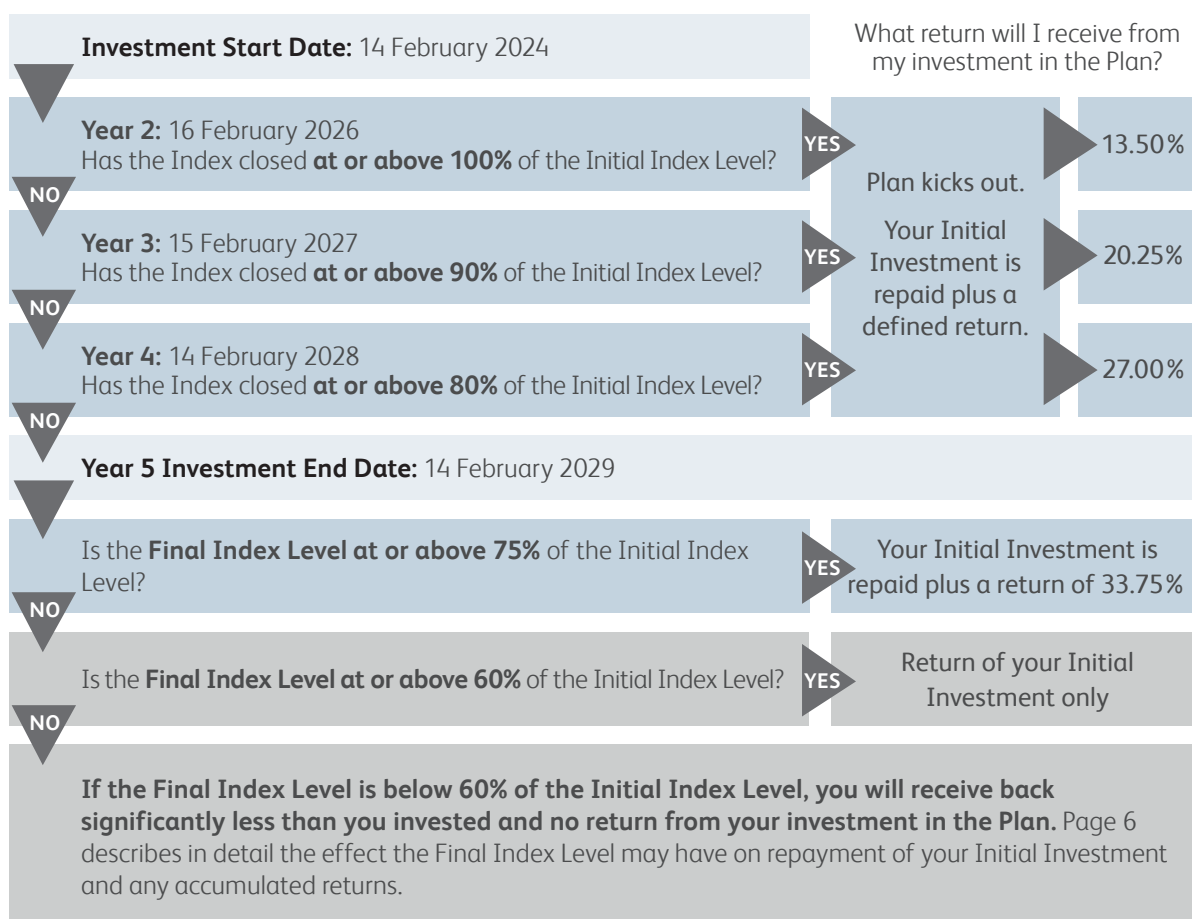 Investment Start Date: 14 February 2024
What return will I receive from
my investment in the Plan?
Year 2: 16 February 2026
Has the Index closed at or above 100% of the Initial Index Level?
YES
13.50%
NO
Year 3: 15 February 2027
Has the Index closed at or above 90% of the Initial Index Level?
YES
20.25%
NO
Year 4: 14 February 2028
Has the Index closed at or above 80% of the Initial Index Level?
YES
27.00%
Plan kicks out.
Your Initial
Investment is
repaid plus a
defined return.
NO
Year 5 Investment End Date: 14 February 2029
Is the Final Index Level at or above 75% of the Initial Index
Level?
YES
Your Initial Investment is
repaid plus a return of 33.75%
NO
Is the Final Index Level at or above 60% of the Initial Index Level?
YES
Return of your Initial
Investment only
NO
If the Final Index Level is below 60% of the Initial Index Level, you will receive back
significantly less than you invested and no return from your investment in the Plan. Page 6
describes in detail the effect the Final Index Level may have on repayment of your Initial Investment
and any accumulated returns.